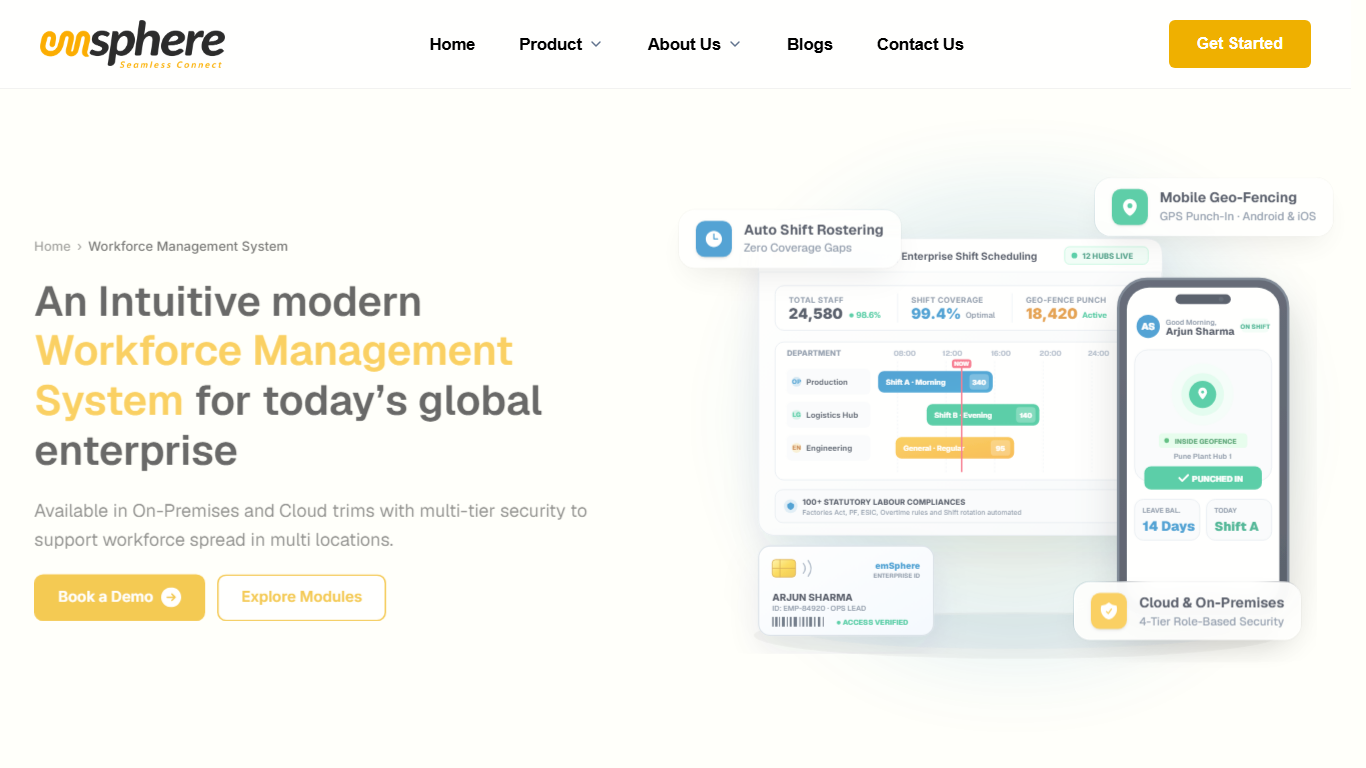 emsphere
Seamless Connect
Home
Product
About Us
Blogs
Contact Us
Get Started
Home › Workforce Management System
An Intuitive modern
Workforce Management
System for today's global
enterprise
Available in On-Premises and Cloud trims with multi-tier security to
support workforce spread in multi locations.
Book a Demo
Explore Modules
Auto Shift Rostering
Zero Coverage Gaps
Mobile Geo-Fencing
GPS Punch-In · Android & iOS
Enterprise Shift Scheduling
12 HUBS LIVE
TOTAL STAFF
24,580 ● 98.6%
SHIFT COVERAGE
99.4% Optimal
GEO-FENCE PUNCH
18,420 Active
DEPARTMENT 08:00 12:00 16:00 20:00 24:00
NOW
OP Production Shift A · Morning 340
LG Logistics Hub Shift B · Evening 140
EN Engineering General · Regular 95
100+ STATUTORY LABOUR COMPLIANCES
Factories Act, PF, ESIC, Overtime rules and Shift rotation automated
emSphere
ENTERPRISE ID
ARJUN SHARMA
ID: EMP-84920 · OPS LEAD
● ACCESS VERIFIED
AS
Good Morning,
Arjun Sharma
ON SHIFT
INSIDE GEOFENCE
Pune Plant Hub 1
PUNCHED IN
LEAVE BAL.
14 Days
TODAY
Shift A
Cloud & On-Premises
4-Tier Role-Based Security